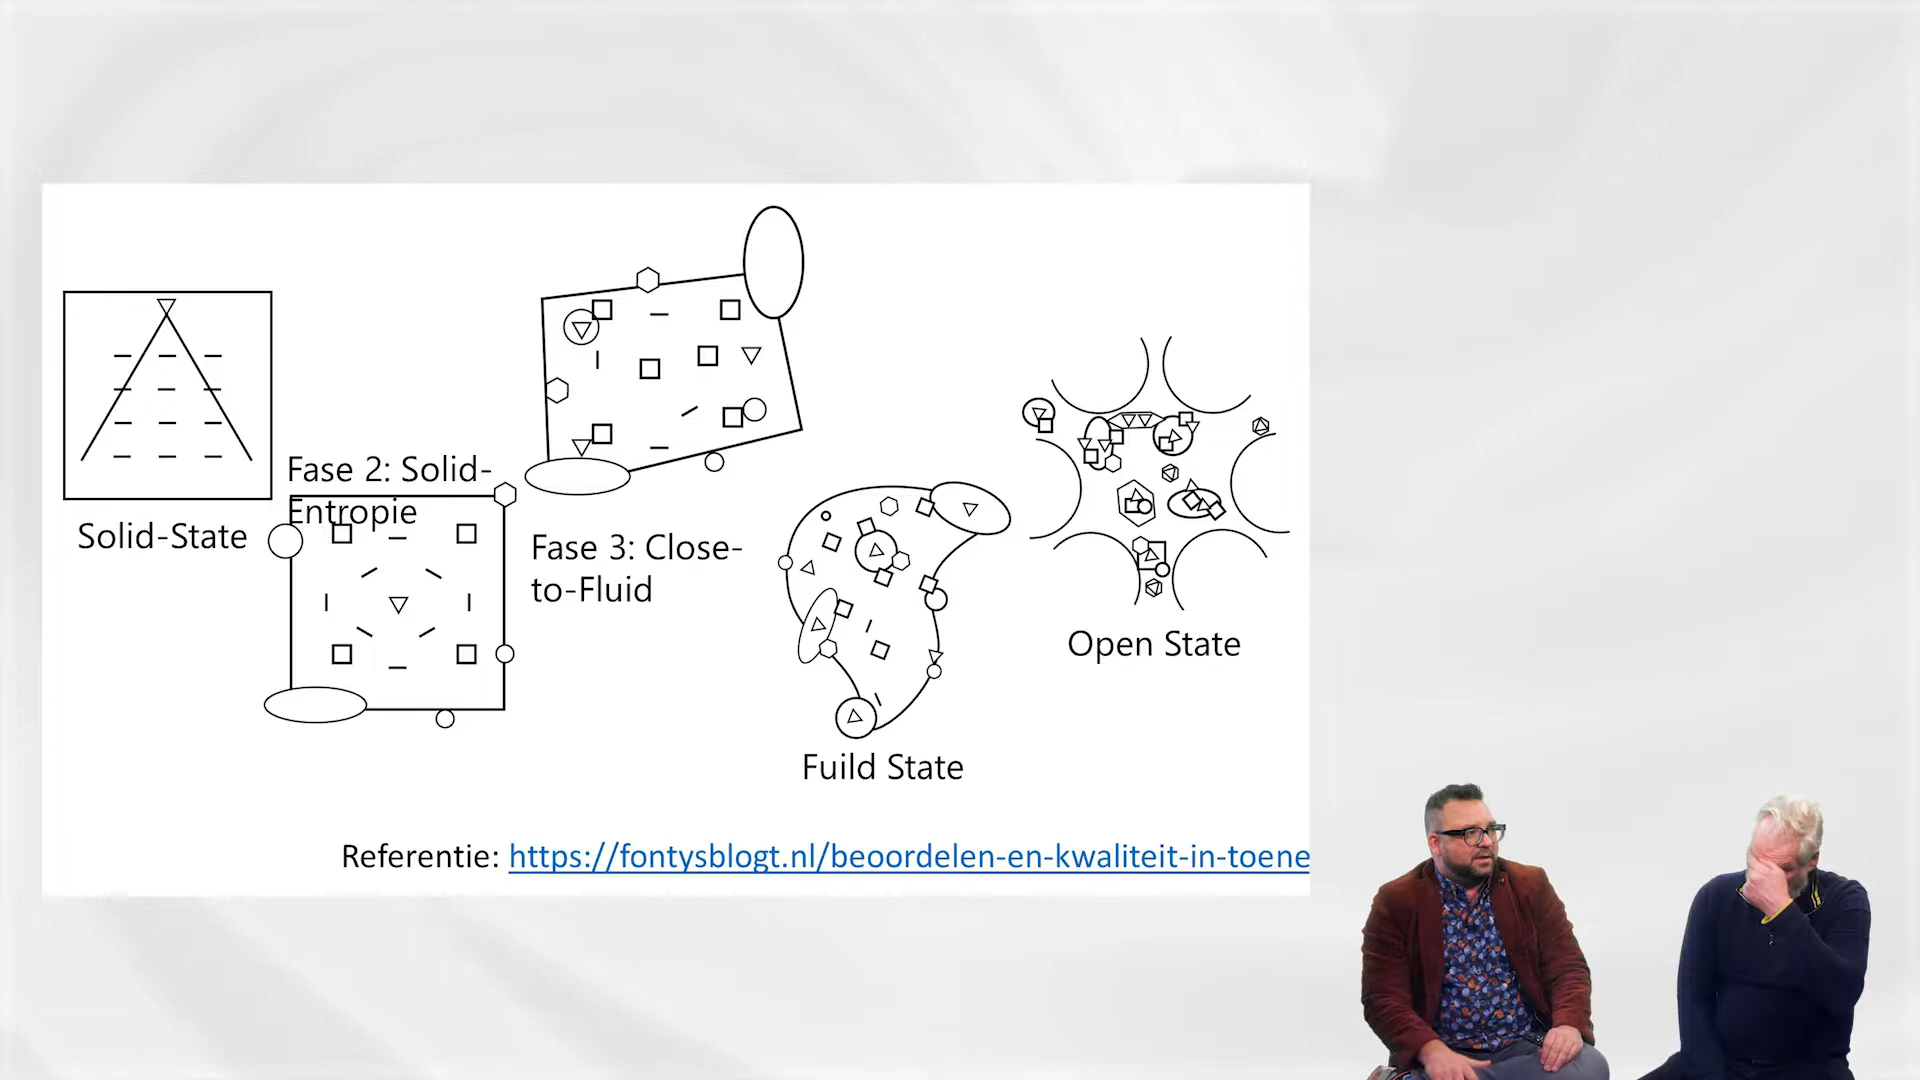 Solid-State
Fase 2: Solid-
Entropie
Fase 3: Close-
to-Fluid
Fuild State
Open State
Referentie: https://fontysblogt.nl/beoordelen-en-kwaliteit-in-toene